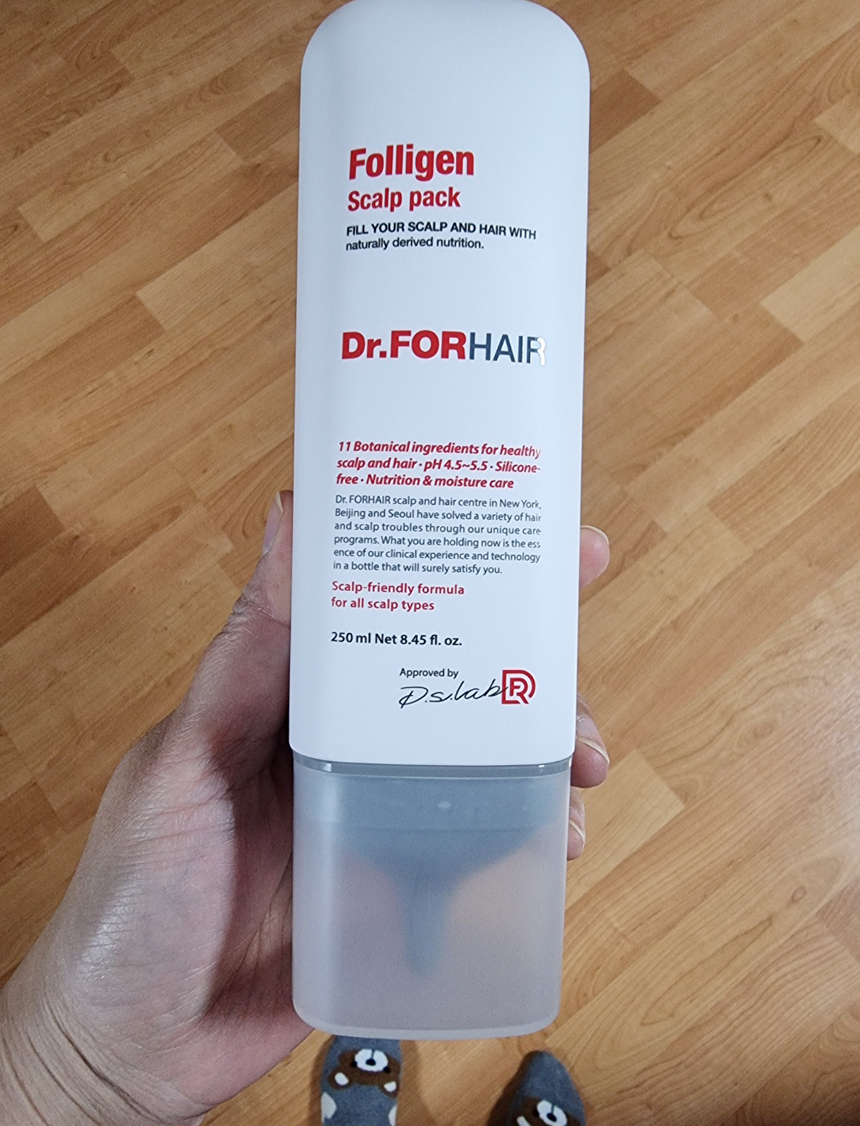 Folligen
Scalp pack
FILL YOUR SCALP AND HAIR WITH
naturally derived nutrition.
Dr.FORHAIR
11 Botanical ingredients for healthy
scalp and hair · pH 4.5~5.5 · Silicone-
free · Nutrition & moisture care
Dr. FORHAIR scalp and hair centre in New York,
Beijing and Seoul have solved a variety of hair
and scalp troubles through our unique care
programs. What you are holding now is the ess
ence of our clinical experience and technology
in a bottle that will surely satisfy you.
Scalp-friendly formula
for all scalp types
250 ml Net 8.45 fl. oz.
Approved by
D.s.lab